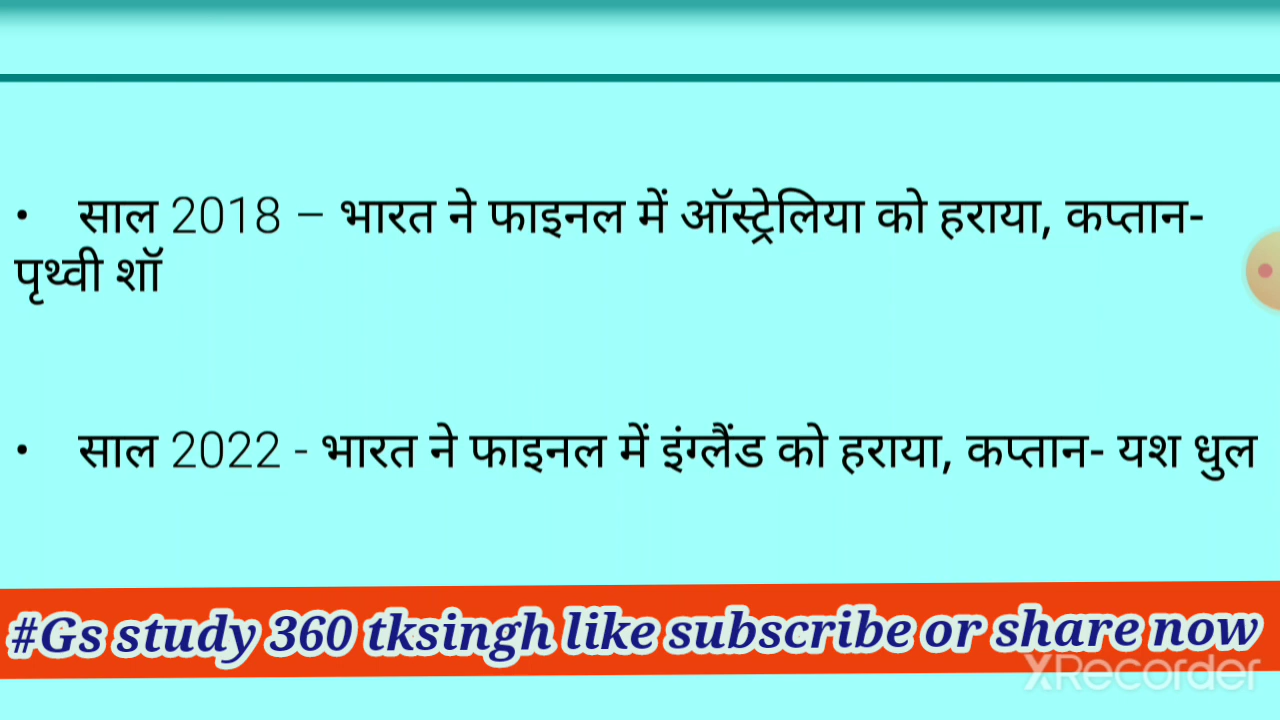 • साल 2018 – भारत ने फाइनल में ऑस्ट्रेलिया को हराया, कप्तान-
पृथ्वी शॉ
• साल 2022 - भारत ने फाइनल में इंग्लैंड को हराया, कप्तान- यश धुल
#Gs study 360 tksingh like subscribe or share now
XRecorder